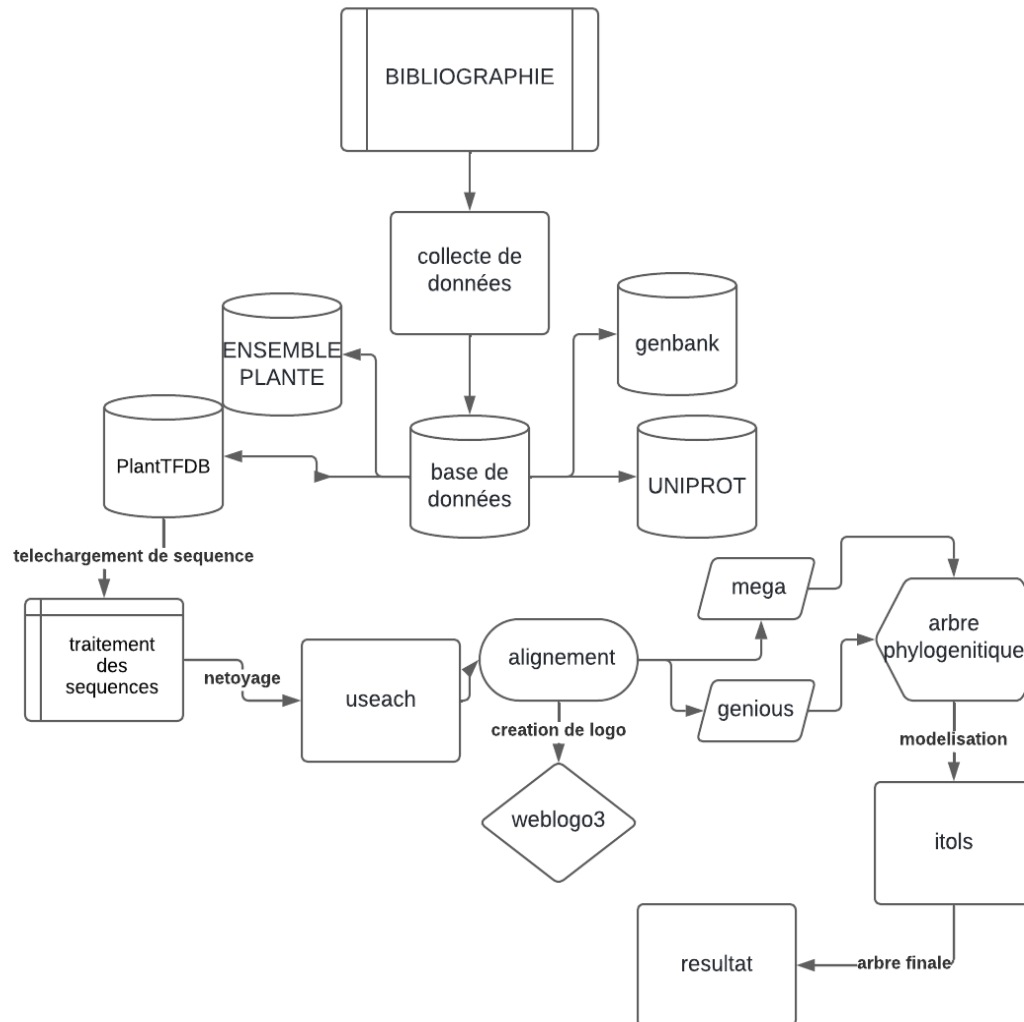 BIBLIOGRAPHIE
collecte de
données
ENSEMBLE
PLANTE
genbank
PlantTFDB
base de
données
UNIPROT
telechargement de sequence
mega
traitement
des
sequences
netoyage
useach
alignement
arbre
phylogenitique
genious
creation de logo
modelisation
weblogo3
itols
resultat
arbre finale